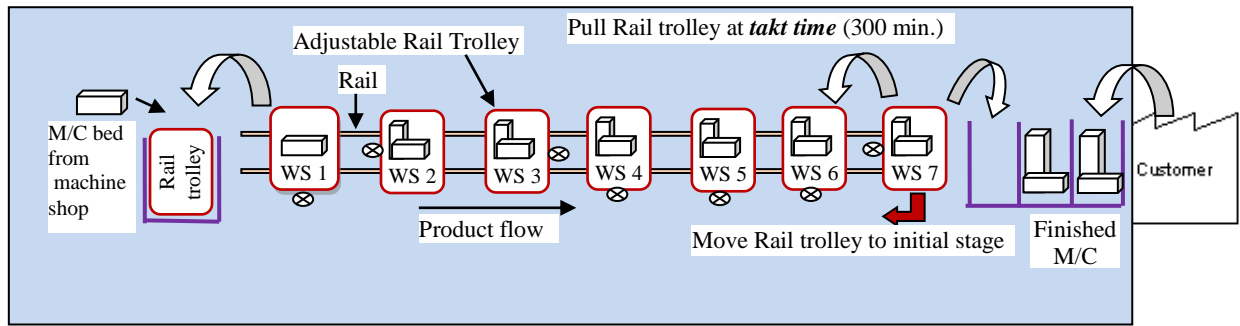 Pull Rail trolley at takt time (300 min.)
Adjustable Rail Trolley
Rail
M/C bed
from
machine
shop
Rail
trolley
WS 1
WS 2
WS 3
WS 4
WS 5
WS 6
WS 7
Customer
Product flow
Move Rail trolley to initial stage
Finished
M/C